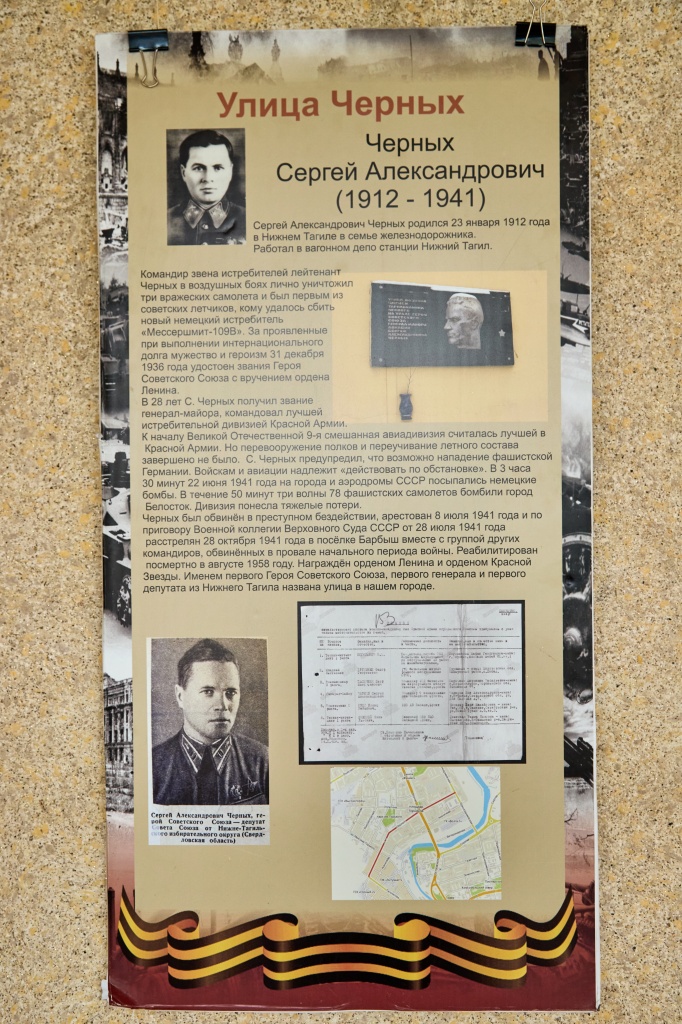 Улица Черных
Черных
Сергей Александрович
(1912 - 1941)
Сергей Александрович Черных родился 23 января 1912 года
в Нижнем Тагиле в семье железнодорожника.
Работал в вагонном депо станции Нижний Тагил.
Командир звена истребителей лейтенант
Черных в воздушных боях лично уничтожил
три вражеских самолета и был первым из
советских летчиков, кому удалось сбить
новый немецкий истребитель
«Мессершмит-109В». За проявленные
при выполнении интернационального
долга мужество и героизм 31 декабря
1936 года удостоен звания Героя
Советского Союза с вручением ордена
Ленина.
В 28 лет С. Черных получил звание
генерал-майора, командовал лучшей
истребительной дивизией Красной Армии.
К началу Великой Отечественной 9-я смешанная авиадивизия считалась лучшей в
Красной Армии. Но перевооружение полков и переучивание летного состава
завершено не было. С. Черных предупредил, что возможно нападение фашистской
Германии. Войскам и авиации надлежит «действовать по обстановке». В 3 часа
30 минут 22 июня 1941 года на города и аэродромы СССР посыпались немецкие
бомбы. В течение 50 минут три волны 78 фашистских самолетов бомбили город
Белосток. Дивизия понесла тяжелые потери.
Черных был обвинён в преступном бездействии, арестован 8 июля 1941 года и по
приговору Военной коллегии Верховного Суда СССР от 28 июля 1941 года
расстрелян 28 октября 1941 года в посёлке Барбыш вместе с группой других
командиров, обвинённых в провале начального периода войны. Реабилитирован
посмертно в августе 1958 году. Награждён орденом Ленина и орденом Красной
Звезды. Именем первого Героя Советского Союза, первого генерала и первого
депутата из Нижнего Тагила названа улица в нашем городе.
Сергей Александрович Черных, ге-
рой Советского Союза — депутат
Совета Союза от Нижне-Тагиль-
ского избирательного округа (Сверд-
ловская область)